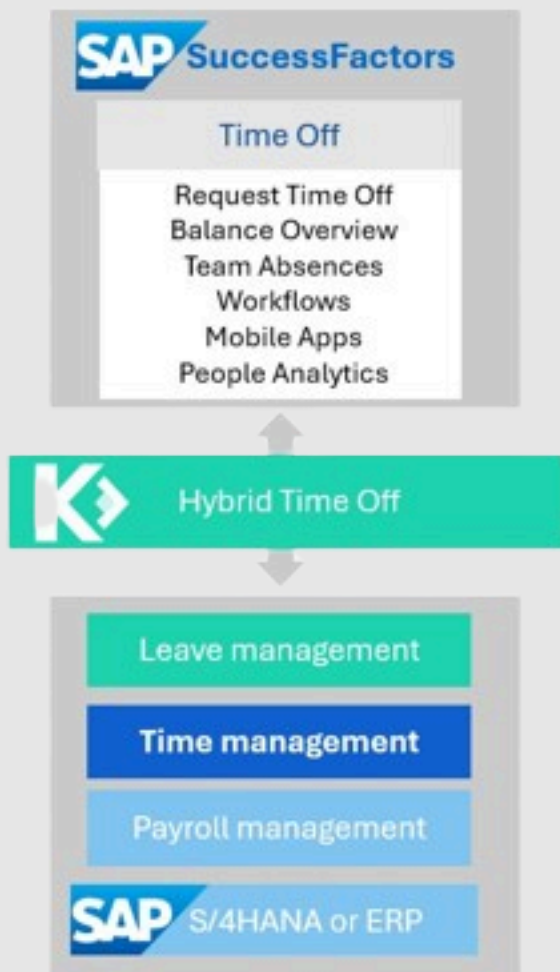 SAP SuccessFactors
Time Off
Request Time Off
Balance Overview
Team Absences
Workflows
Mobile Apps
People Analytics
K Hybrid Time Off
Leave management
Time management
Payroll management
SAP S/4HANA or ERP